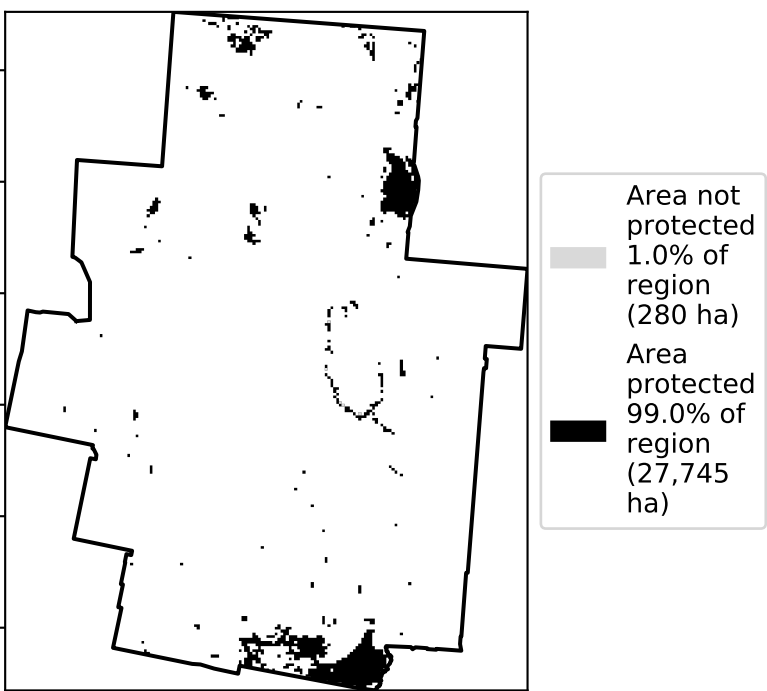 Area not
protected
1.0% of
region
(280 ha)
Area
protected
99.0% of
region
(27,745
ha)